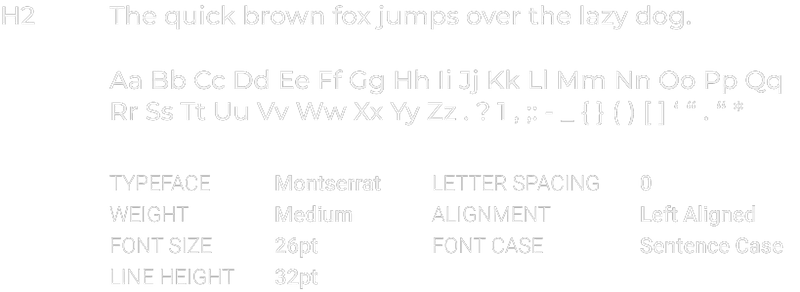 H2 The quick brown fox jumps over the lazy dog.
Aa Bb Cc Dd Ee Ff Gg Hh Ii Jj Kk Ll Mm Nn Oo Pp Qq
Rr Ss Tt Uu Vv Ww Xx Yy Zz . ? 1 , ;: - _ { } ( ) [ ] ‘ “ . “ *
TYPEFACE Montserrat LETTER SPACING 0
WEIGHT Medium ALIGNMENT Left Aligned
FONT SIZE 26pt FONT CASE Sentence Case
LINE HEIGHT 32pt